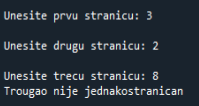 Unesite prvu stranicu: 3
Unesite drugu stranicu: 2
Unesite trecu stranicu: 8
Trougao nije jednakostranican